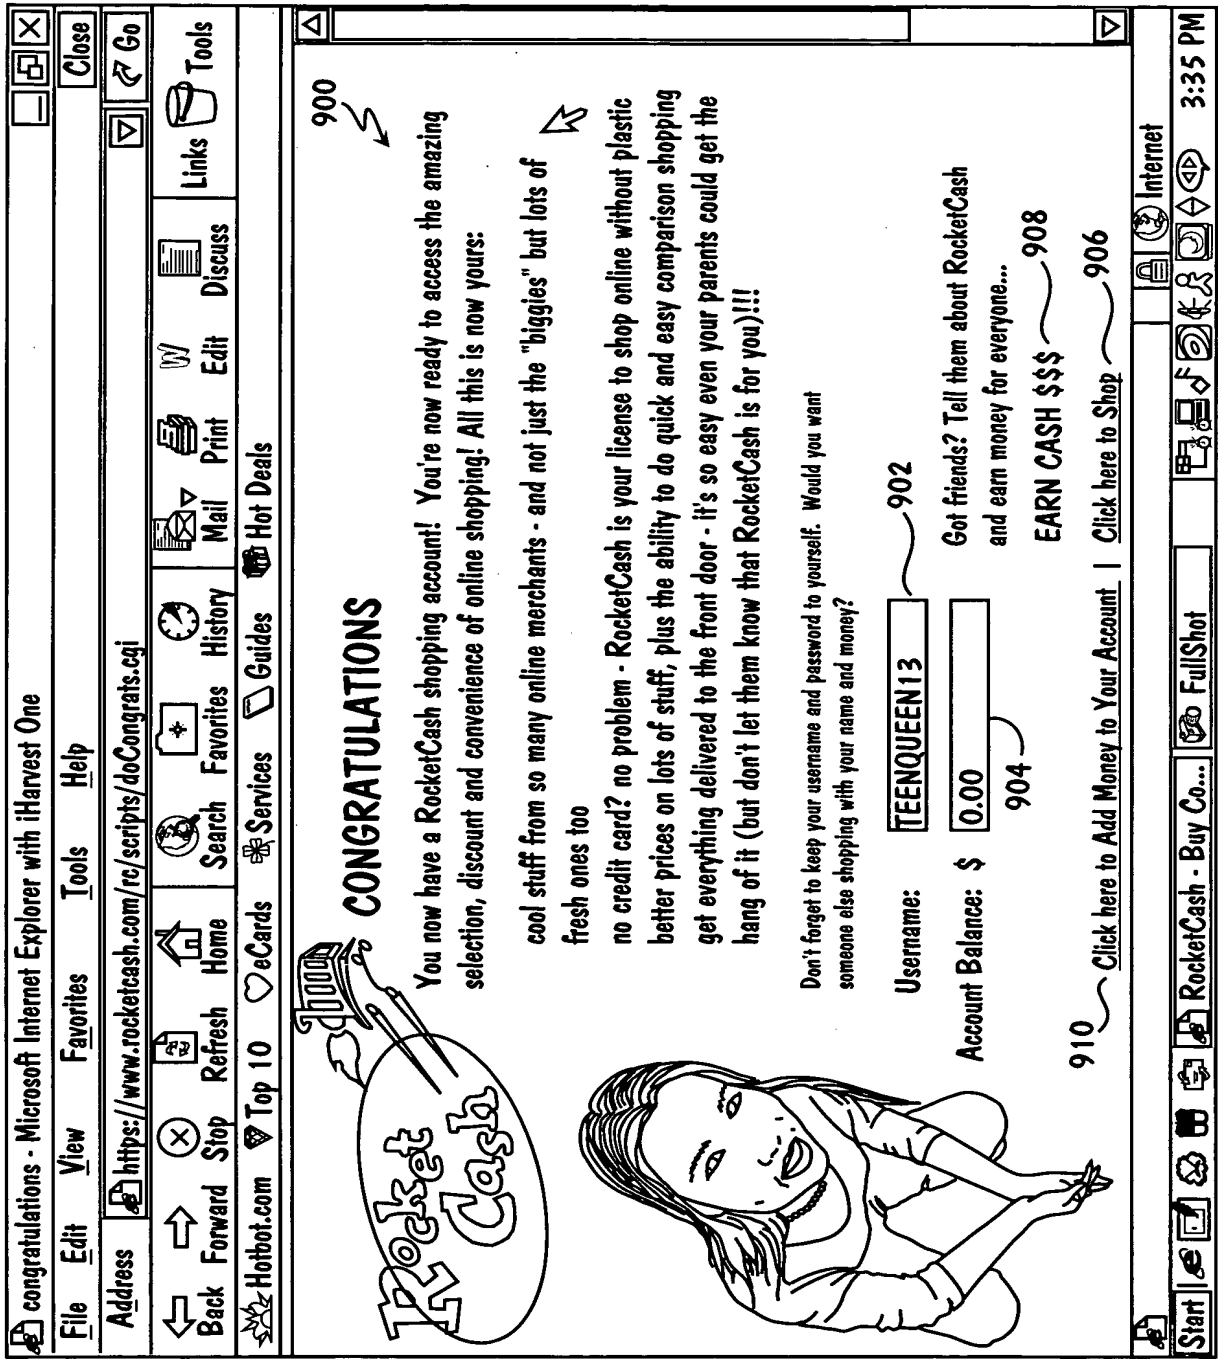 congratulations - Microsoft Internet Explorer with iHarvest One
File Edit View Favorites Tools Help Close
Address https://www.rocketcash.com/rc/scripts/doCongrats.cgi Go
Back Forward Stop Refresh Home Search Favorites History Mail Print Edit Discuss Links Tools
Hotbot.com Top 10 eCards Services Guides Hot Deals
900
Rocket
Cash
CONGRATULATIONS
You now have a RocketCash shopping account! You're now ready to access the amazing
selection, discount and convenience of online shopping! All this is now yours:
cool stuff from so many online merchants - and not just the "biggies" but lots of
fresh ones too
no credit card? no problem - RocketCash is your license to shop online without plastic
better prices on lots of stuff, plus the ability to do quick and easy comparison shopping
get everything delivered to the front door - it's so easy even your parents could get the
hang of it (but don't let them know that RocketCash is for you)!!!
Don't forget to keep your username and password to yourself. Would you want
someone else shopping with your name and money?
Username: TEENQUEEN13 902
Account Balance: $ 0.00
904
Got friends? Tell them about RocketCash
and earn money for everyone...
EARN CASH $$$ 908
910 Click here to Add Money to Your Account | Click here to Shop 906
Internet
Start RocketCash - Buy Co... FullShot 3:35 PM